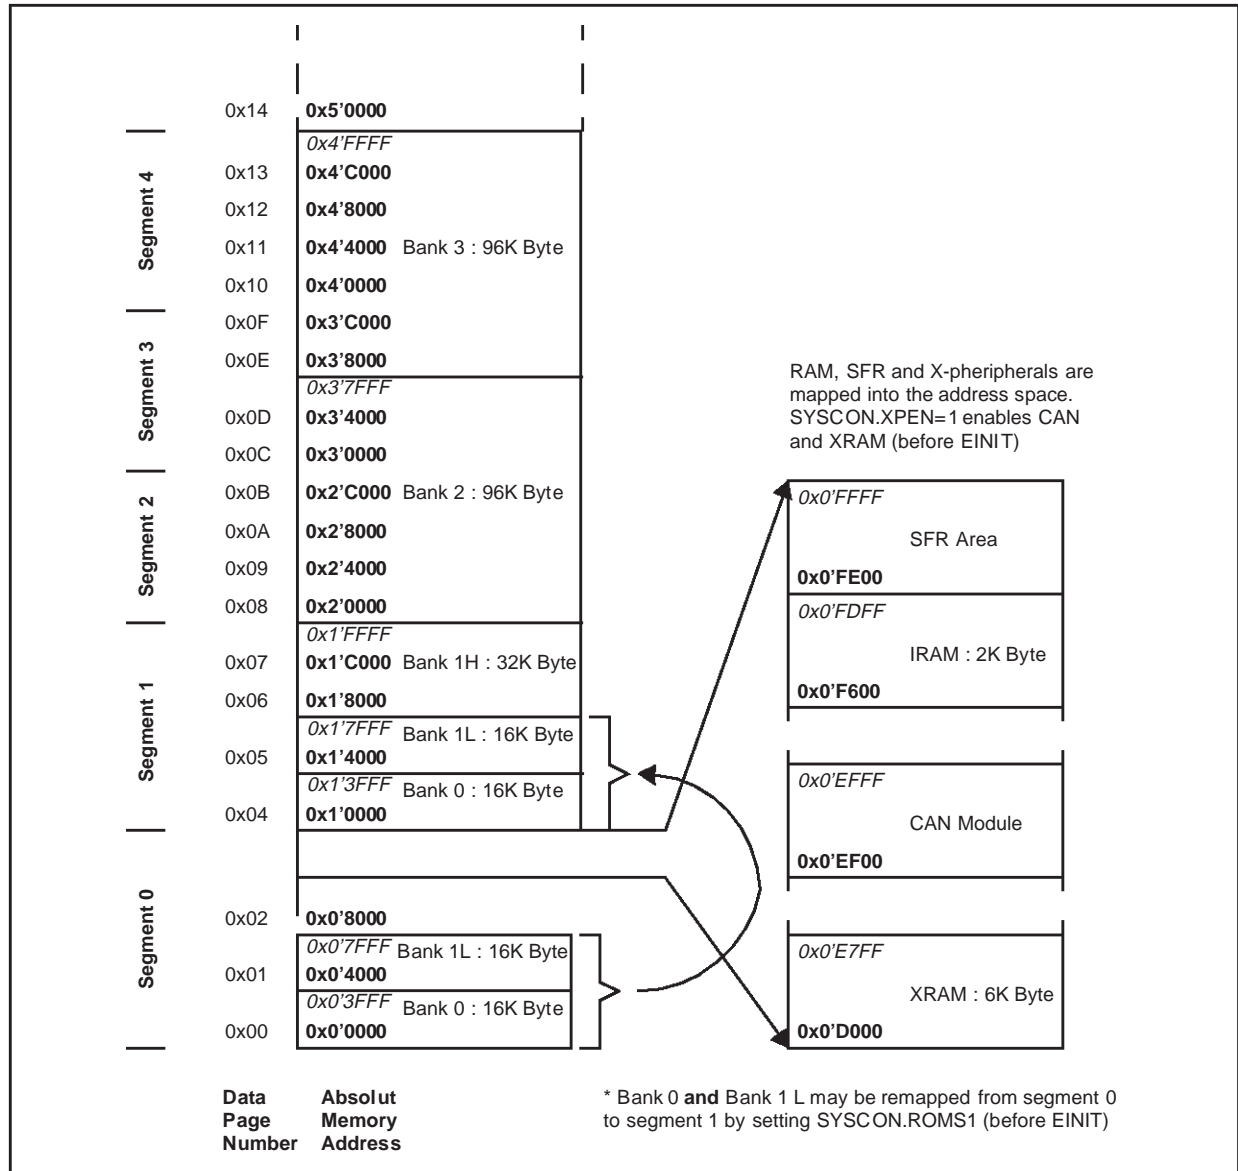 0x14 0x5'0000
0x4'FFFF
0x13 0x4'C000
0x12 0x4'8000
0x11 0x4'4000 Bank 3 : 96K Byte
0x10 0x4'0000
Segment 4
0x0F 0x3'C000
0x0E 0x3'8000
0x3'7FFF
0x0D 0x3'4000
0x0C 0x3'0000
Segment 3
0x0B 0x2'C000 Bank 2 : 96K Byte
0x0A 0x2'8000
0x09 0x2'4000
0x08 0x2'0000
Segment 2
0x1'FFFF
0x07 0x1'C000 Bank 1H : 32K Byte
0x06 0x1'8000
0x1'7FFF Bank 1L : 16K Byte
0x05 0x1'4000
0x1'3FFF Bank 0 : 16K Byte
0x04 0x1'0000
Segment 1
0x02 0x0'8000
0x0'7FFF Bank 1L : 16K Byte
0x01 0x0'4000
0x0'3FFF Bank 0 : 16K Byte
0x00 0x0'0000
Segment 0
Data Page Number
Absolut Memory Address
RAM, SFR and X-pheripherals are
mapped into the address space.
SYSCON.XPEN=1 enables CAN
and XRAM (before EINIT)
0x0'FFFF
SFR Area
0x0'FE00
0x0'FDFF
IRAM : 2K Byte
0x0'F600
0x0'EFFF
CAN Module
0x0'EF00
0x0'E7FF
XRAM : 6K Byte
0x0'D000
* Bank 0 and Bank 1 L may be remapped from segment 0
to segment 1 by setting SYSCON.ROMS1 (before EINIT)